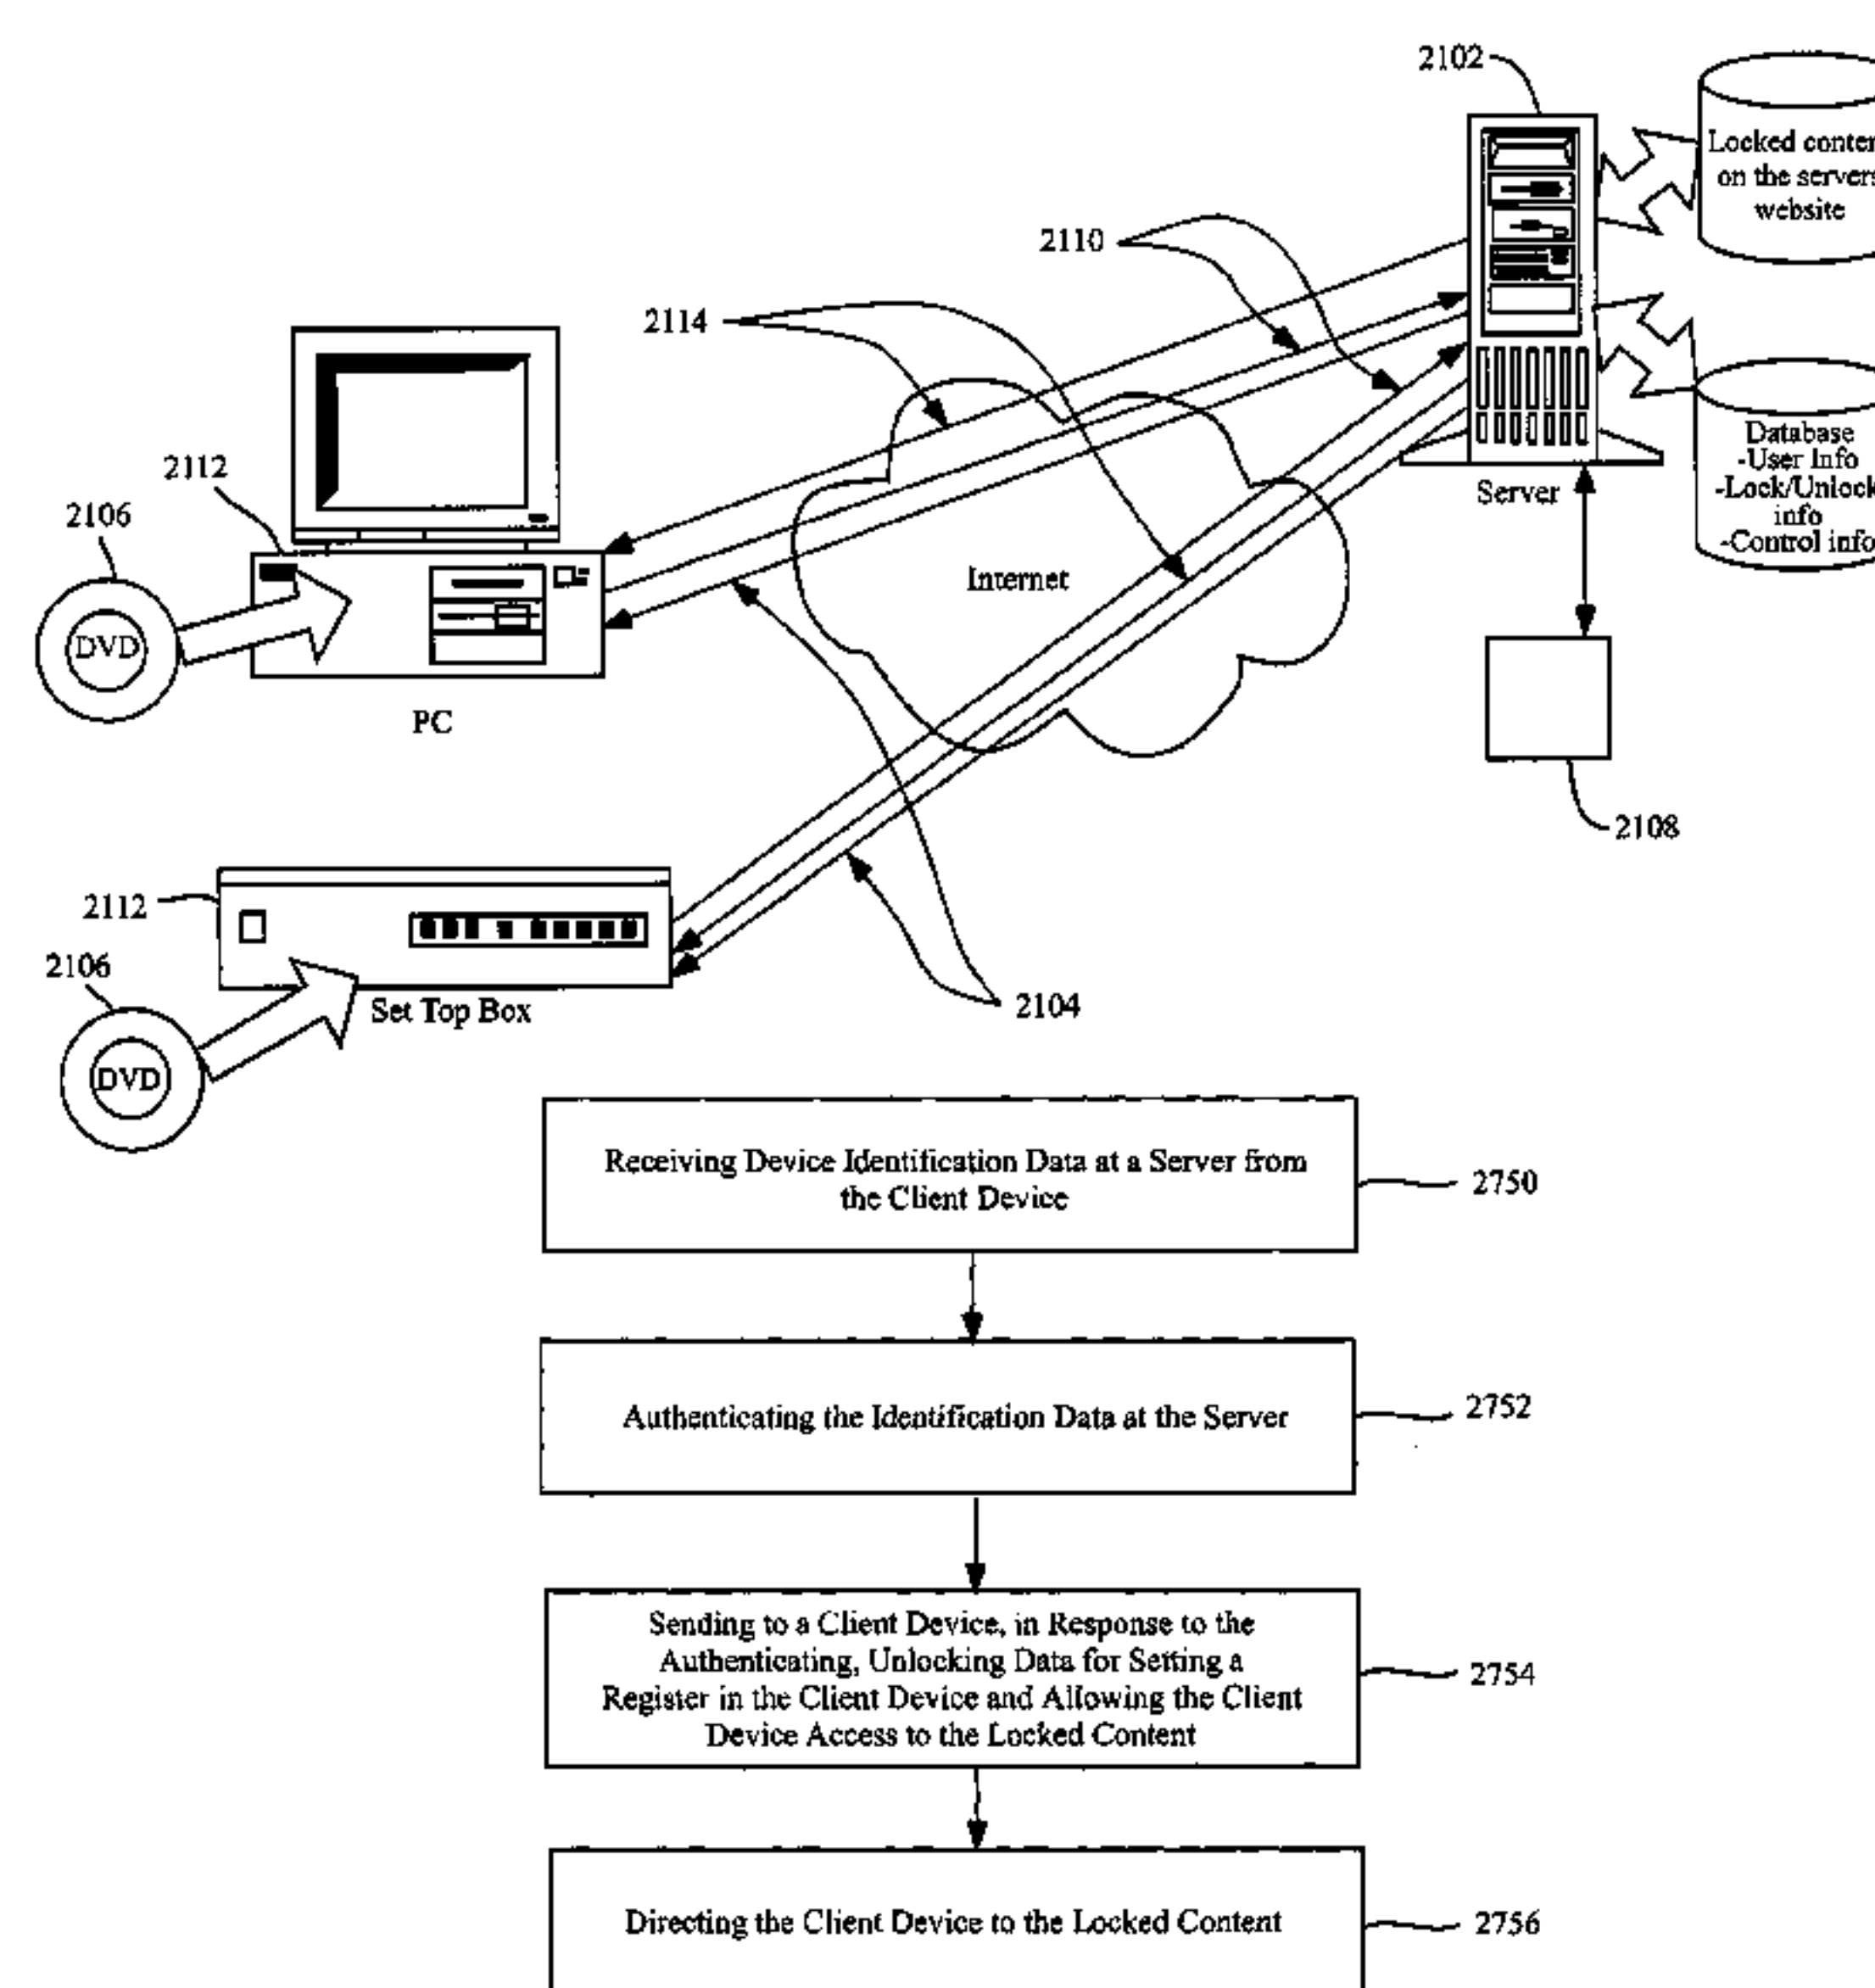 2102
Locked
on the
website
2110
2114
2112
2106
DVD
PC
Internet
Server
Database
-User Info
-Lock/Unlock
info
-Control info
2108
2112
2106
DVD
Set Top Box
2104
Receiving Device Identification Data at a Server from
the Client Device
2750
Authenticating the Identification Data at the Server
2752
Sending to a Client Device, in Response to the
Authenticating, Unlocking Data for Setting a
Register in the Client Device and Allowing the Client
Device Access to the Locked Content
2754
Directing the Client Device to the Locked Content
2756